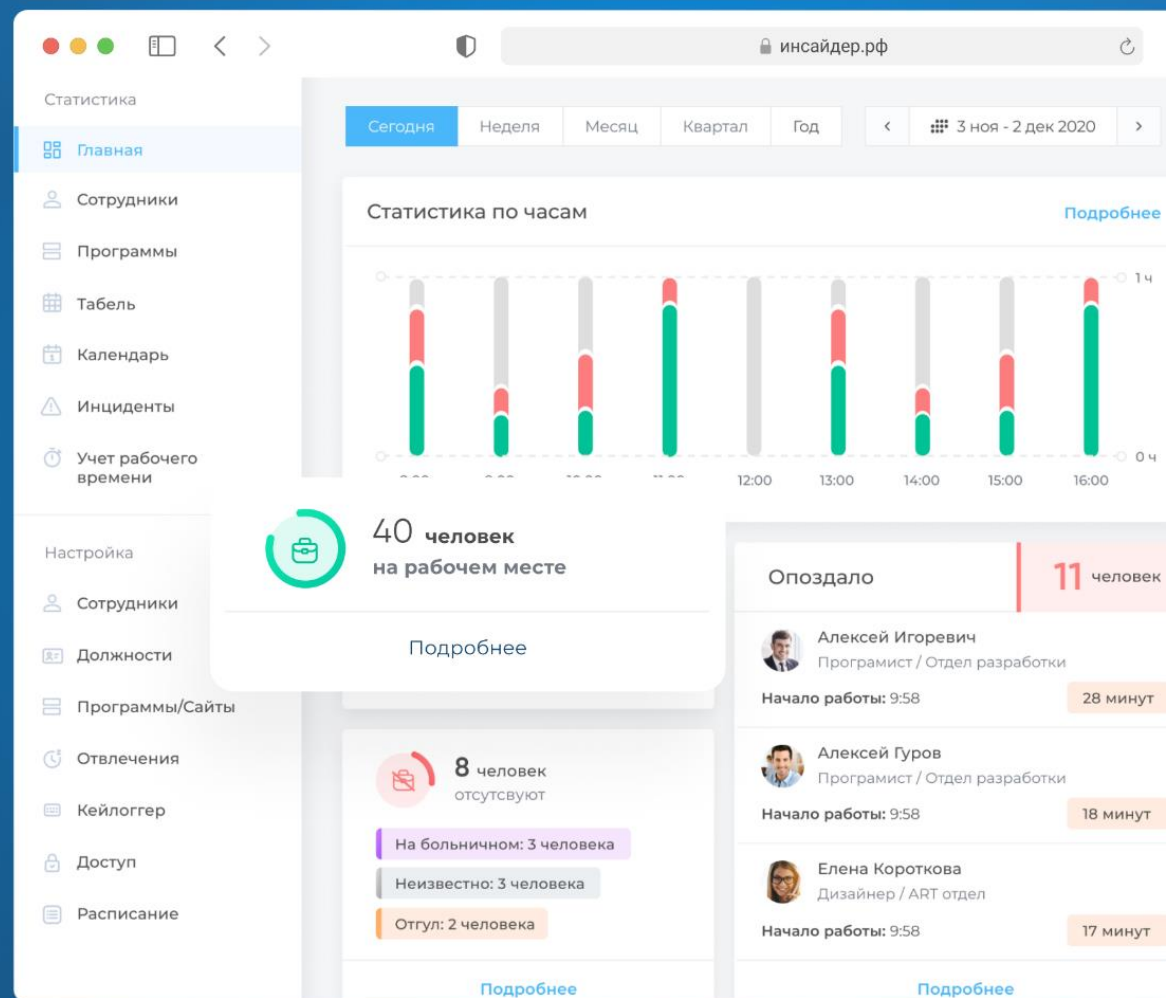 инсайдер.рф
Статистика
Главная
Сотрудники
Программы
Табель
Календарь
Инциденты
Учет рабочего
времени
Настройка
Сотрудники
Должности
Программы/Сайты
Отвлечения
Кейлоггер
Доступ
Расписание
Сегодня Неделя Месяц Квартал Год 3 ноя - 2 дек 2020
Статистика по часам Подробнее
1 ч
0 ч
12:00 13:00 14:00 15:00 16:00
40 человек
на рабочем месте
Подробнее
8 человек
отсутсвуют
На больничном: 3 человека
Неизвестно: 3 человека
Отгул: 2 человека
Подробнее
Опоздало 11 человек
Алексей Игоревич
Програмист / Отдел разработки
Начало работы: 9:58 28 минут
Алексей Гуров
Програмист / Отдел разработки
Начало работы: 9:58 18 минут
Елена Короткова
Дизайнер / ART отдел
Начало работы: 9:58 17 минут
Подробнее